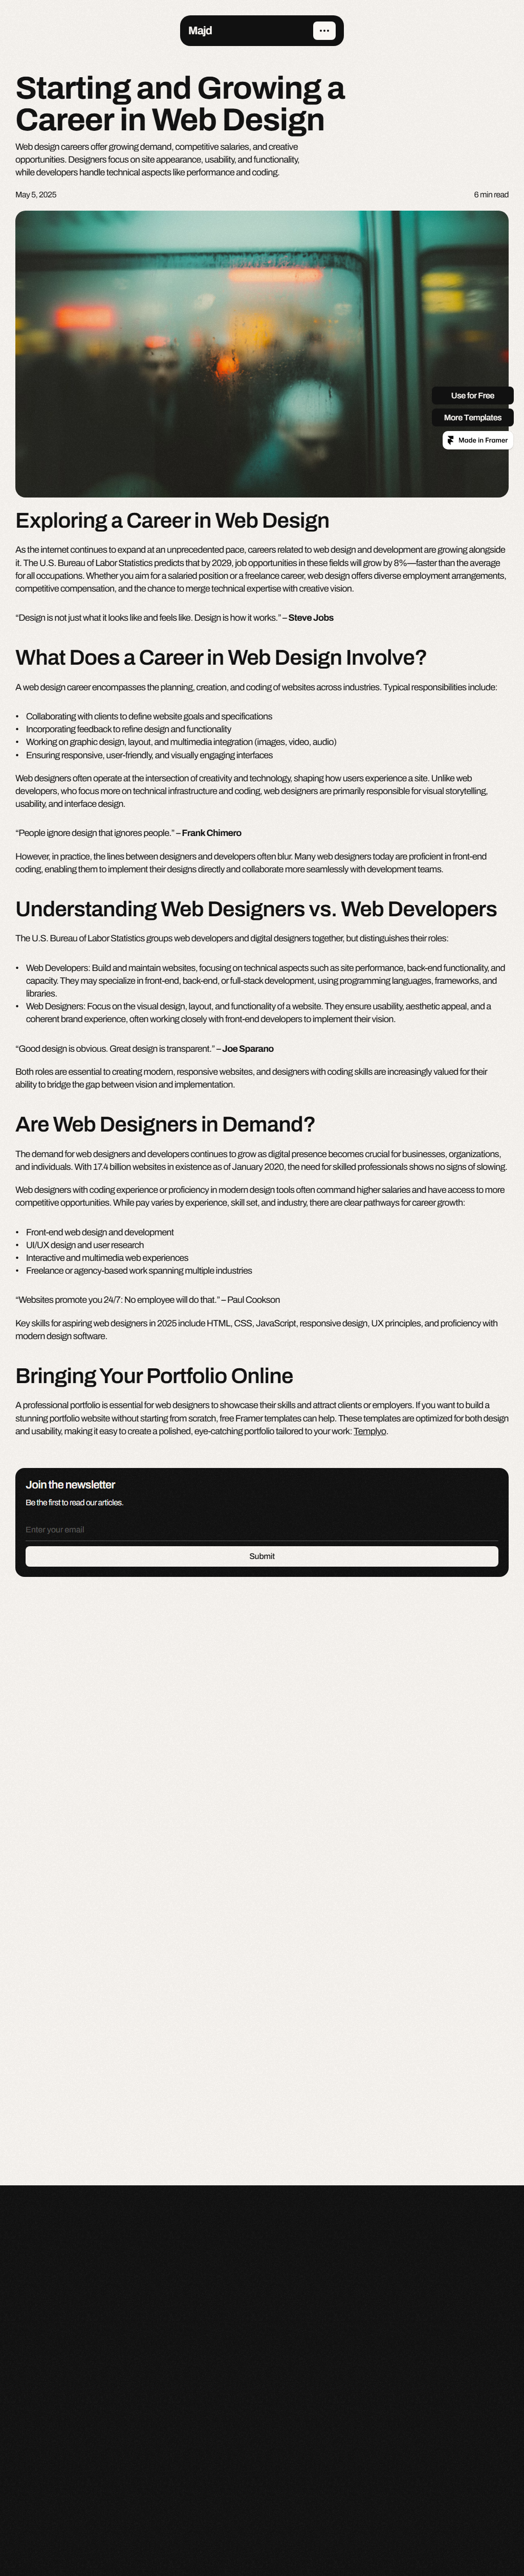 Majd
Starting and Growing a
Career in Web Design
Web design careers offer growing demand, competitive salaries, and creative
opportunities. Designers focus on site appearance, usability, and functionality,
while developers handle technical aspects like performance and coding.
May 5, 2025
6 min read
Use for Free
More Templates
Made in Framer
Exploring a Career in Web Design
As the internet continues to expand at an unprecedented pace, careers related to web design and development are growing alongside
it. The U.S. Bureau of Labor Statistics predicts that by 2029, job opportunities in these fields will grow by 8%—faster than the average
for all occupations. Whether you aim for a salaried position or a freelance career, web design offers diverse employment arrangements,
competitive compensation, and the chance to merge technical expertise with creative vision.
“Design is not just what it looks like and feels like. Design is how it works.” – Steve Jobs
What Does a Career in Web Design Involve?
A web design career encompasses the planning, creation, and coding of websites across industries. Typical responsibilities include:
• Collaborating with clients to define website goals and specifications
• Incorporating feedback to refine design and functionality
• Working on graphic design, layout, and multimedia integration (images, video, audio)
• Ensuring responsive, user-friendly, and visually engaging interfaces
Web designers often operate at the intersection of creativity and technology, shaping how users experience a site. Unlike web
developers, who focus more on technical infrastructure and coding, web designers are primarily responsible for visual storytelling,
usability, and interface design.
“People ignore design that ignores people.” – Frank Chimero
However, in practice, the lines between designers and developers often blur. Many web designers today are proficient in front-end
coding, enabling them to implement their designs directly and collaborate more seamlessly with development teams.
Understanding Web Designers vs. Web Developers
The U.S. Bureau of Labor Statistics groups web developers and digital designers together, but distinguishes their roles:
• Web Developers: Build and maintain websites, focusing on technical aspects such as site performance, back-end functionality, and
capacity. They may specialize in front-end, back-end, or full-stack development, using programming languages, frameworks, and
libraries.
• Web Designers: Focus on the visual design, layout, and functionality of a website. They ensure usability, aesthetic appeal, and a
coherent brand experience, often working closely with front-end developers to implement their vision.
“Good design is obvious. Great design is transparent.” – Joe Sparano
Both roles are essential to creating modern, responsive websites, and designers with coding skills are increasingly valued for their
ability to bridge the gap between vision and implementation.
Are Web Designers in Demand?
The demand for web designers and developers continues to grow as digital presence becomes crucial for businesses, organizations,
and individuals. With 17.4 billion websites in existence as of January 2020, the need for skilled professionals shows no signs of slowing.
Web designers with coding experience or proficiency in modern design tools often command higher salaries and have access to more
competitive opportunities. While pay varies by experience, skill set, and industry, there are clear pathways for career growth:
• Front-end web design and development
• UI/UX design and user research
• Interactive and multimedia web experiences
• Freelance or agency-based work spanning multiple industries
“Websites promote you 24/7: No employee will do that.” – Paul Cookson
Key skills for aspiring web designers in 2025 include HTML, CSS, JavaScript, responsive design, UX principles, and proficiency with
modern design software.
Bringing Your Portfolio Online
A professional portfolio is essential for web designers to showcase their skills and attract clients or employers. If you want to build a
stunning portfolio website without starting from scratch, free Framer templates can help. These templates are optimized for both design
and usability, making it easy to create a polished, eye-catching portfolio tailored to your work: Templyo.
Join the newsletter
Be the first to read our articles.
Enter your email
Submit